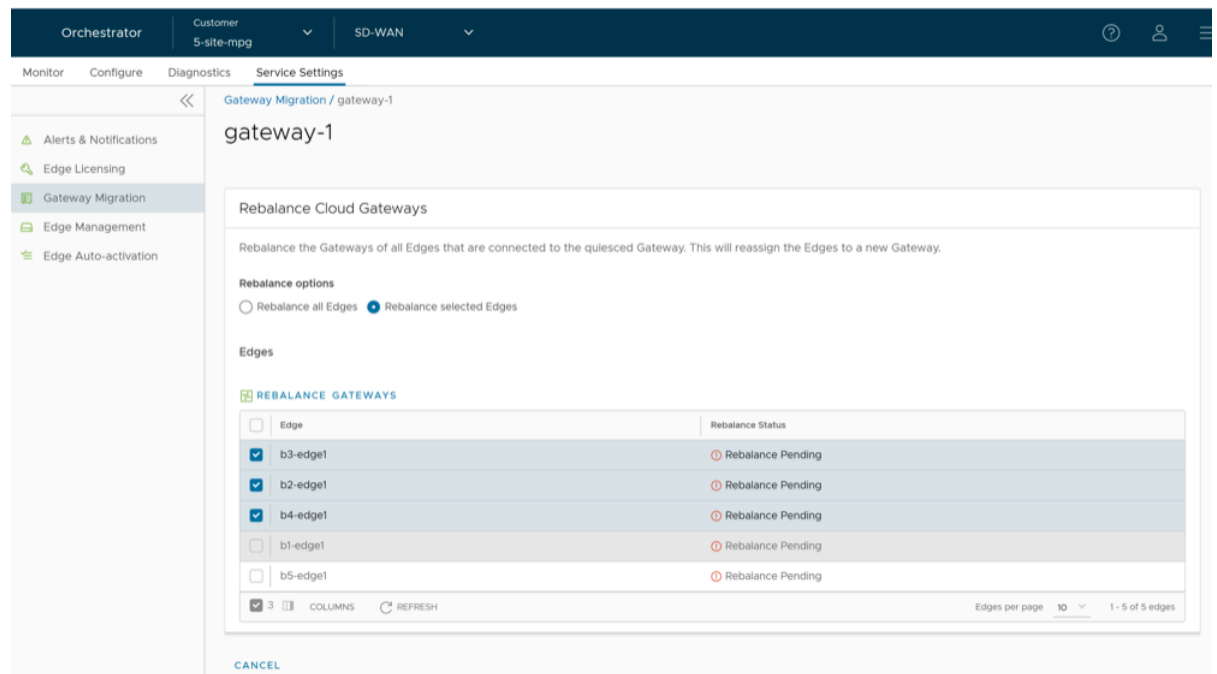 Orchestrator
Customer
5-site-mpg
SD-WAN
Monitor Configure Diagnostics Service Settings
Gateway Migration / gateway-1
gateway-1
Alerts & Notifications
Edge Licensing
Gateway Migration
Edge Management
Edge Auto-activation
Rebalance Cloud Gateways
Rebalance the Gateways of all Edges that are connected to the quiesced Gateway. This will reassign the Edges to a new Gateway.
Rebalance options
Rebalance all Edges Rebalance selected Edges
Edges
REBALANCE GATEWAYS
Edge Rebalance Status
b3-edge1 Rebalance Pending
b2-edge1 Rebalance Pending
b4-edge1 Rebalance Pending
b1-edge1 Rebalance Pending
b5-edge1 Rebalance Pending
3 COLUMNS REFRESH Edges per page 10 1 - 5 of 5 edges
CANCEL